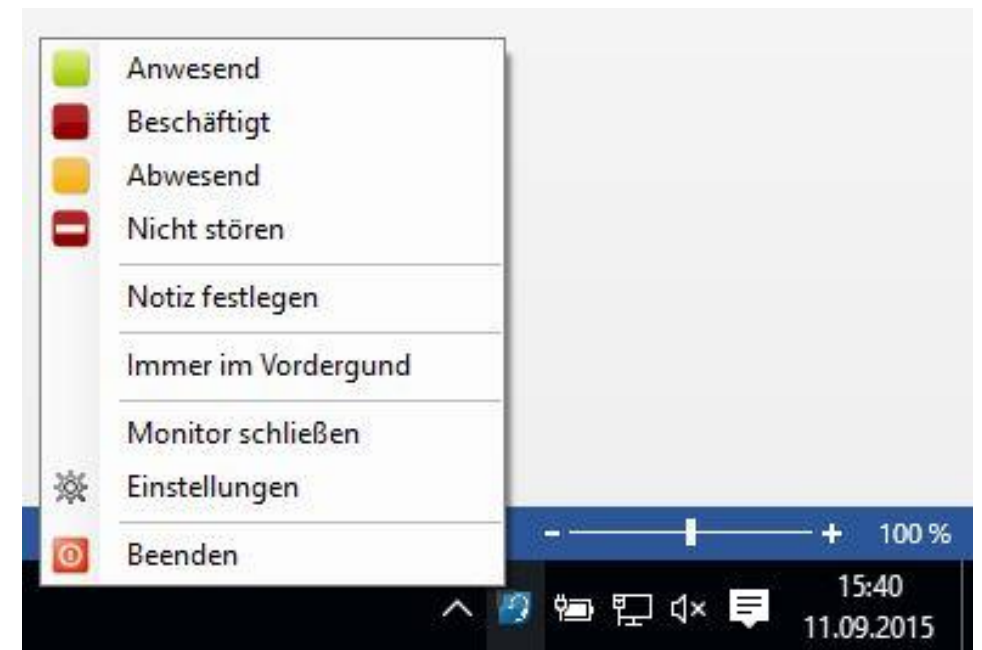 Anwesend
Beschäftigt
Abwesend
Nicht stören
Notiz festlegen
Immer im Vordergund
Monitor schließen
Einstellungen
Beenden
- + 100 %
15:40
11.09.2015